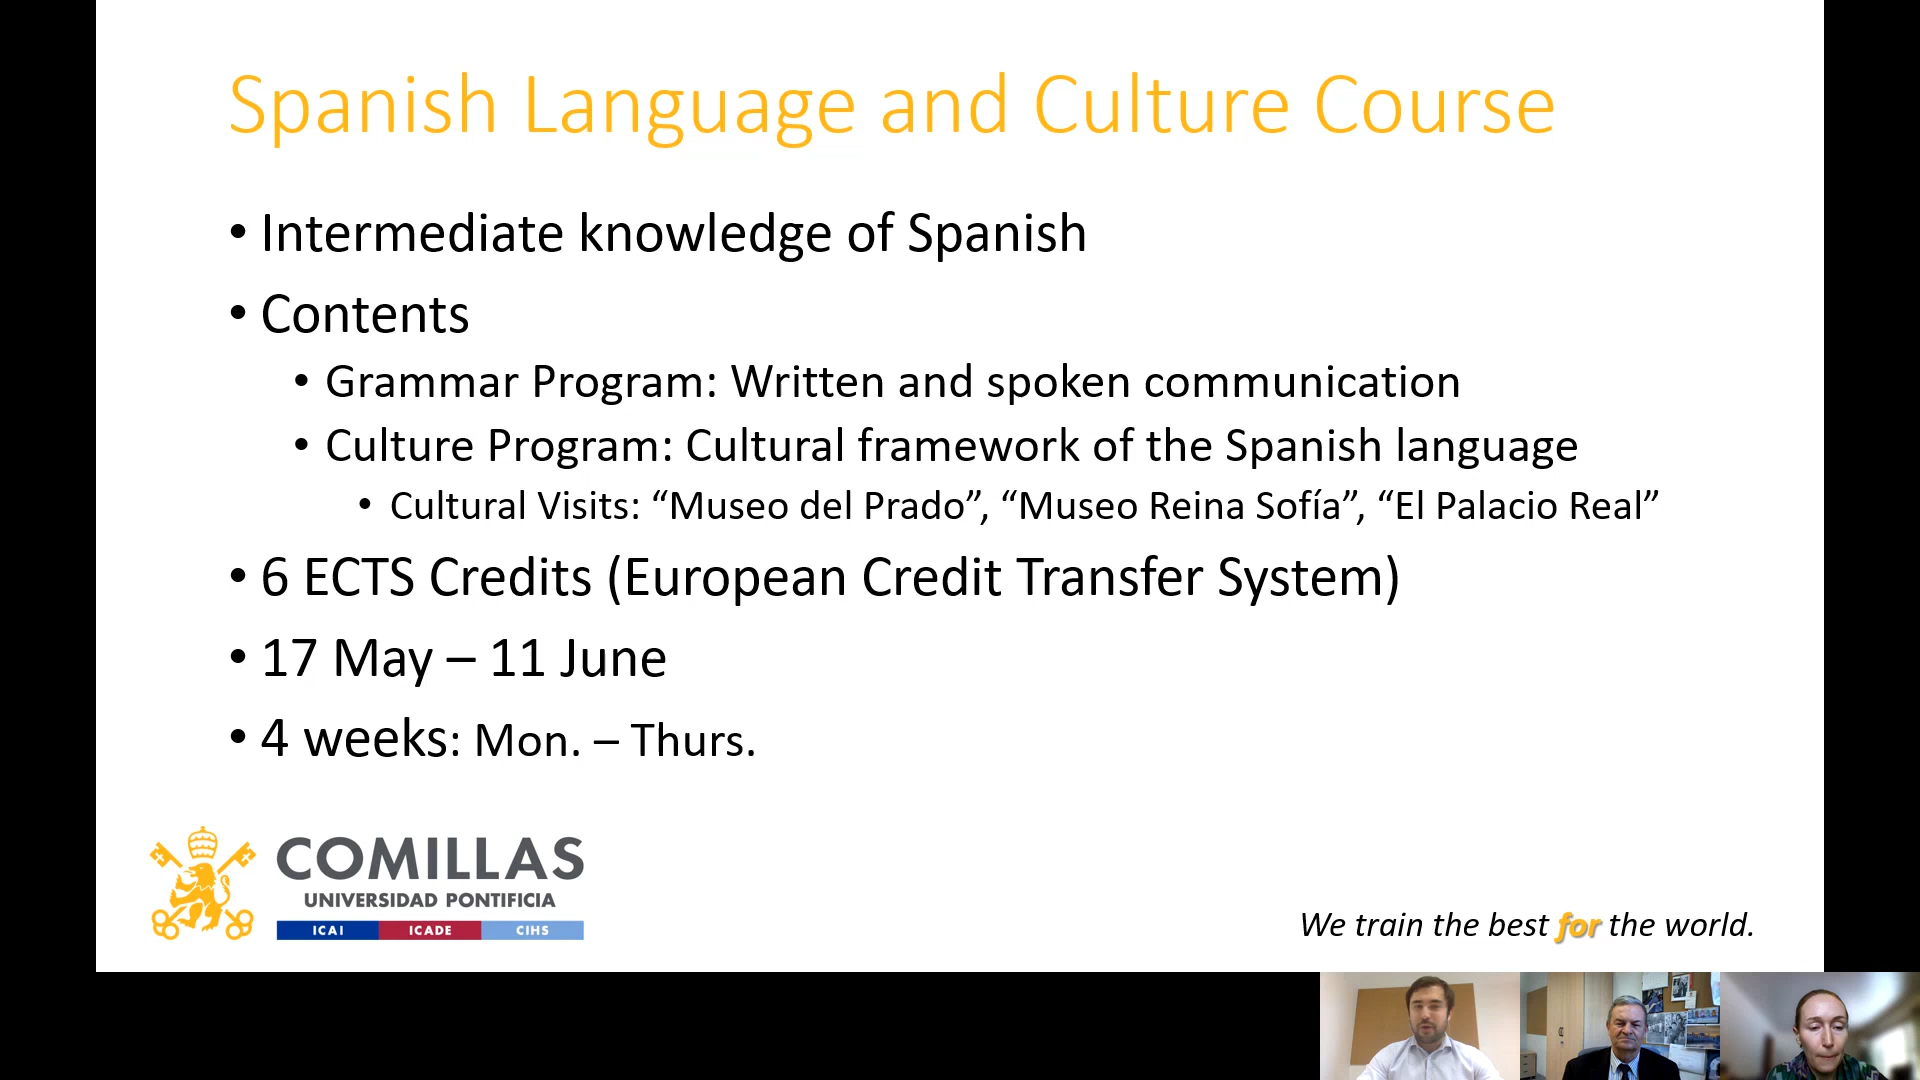 Spanish Language and Culture Course
• Intermediate knowledge of Spanish
• Contents
• Grammar Program: Written and spoken communication
• Culture Program: Cultural framework of the Spanish language
• Cultural Visits: “Museo del Prado”, “Museo Reina Sofía”, “El Palacio Real”
• 6 ECTS Credits (European Credit Transfer System)
• 17 May – 11 June
• 4 weeks: Mon. – Thurs.
COMILLAS
UNIVERSIDAD PONTIFICIA
ICAI ICADE CIHS
We train the best for the world.